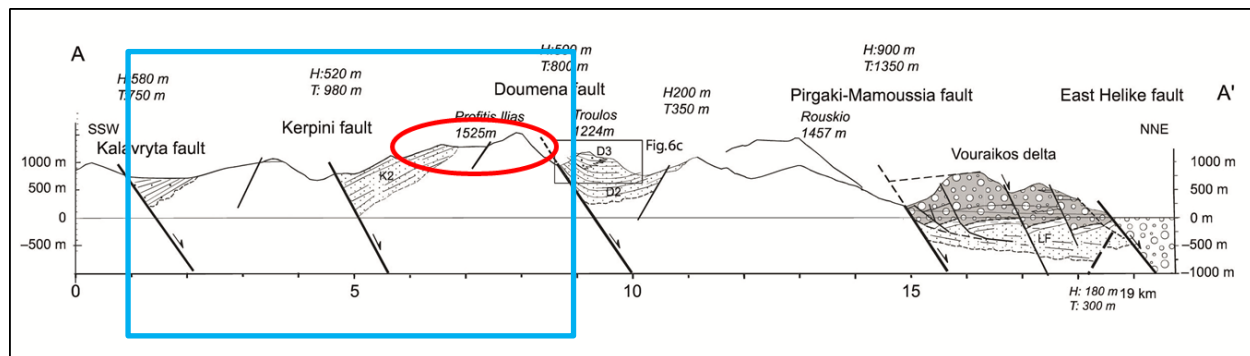 A
H:580 m
T:750 m
SSW
Kalavryta fault
H:520 m
T: 980 m
Kerpini fault
K2
Profitis Ilias
1525m
H:500 m
T:800m
Doumena fault
Troulos
1224m
D3
D2
Fig.6c
H200 m
T350 m
H:900 m
T:1350 m
Pirgaki-Mamoussia fault
Rouskio
1457 m
East Helike fault
A'
NNE
Vouraikos delta
LF
1000 m
500 m
0
–500 m
1000 m
500 m
0 m
–500 m
–1000 m
0
5
10
15
19 km
H: 180 m
T: 300 m